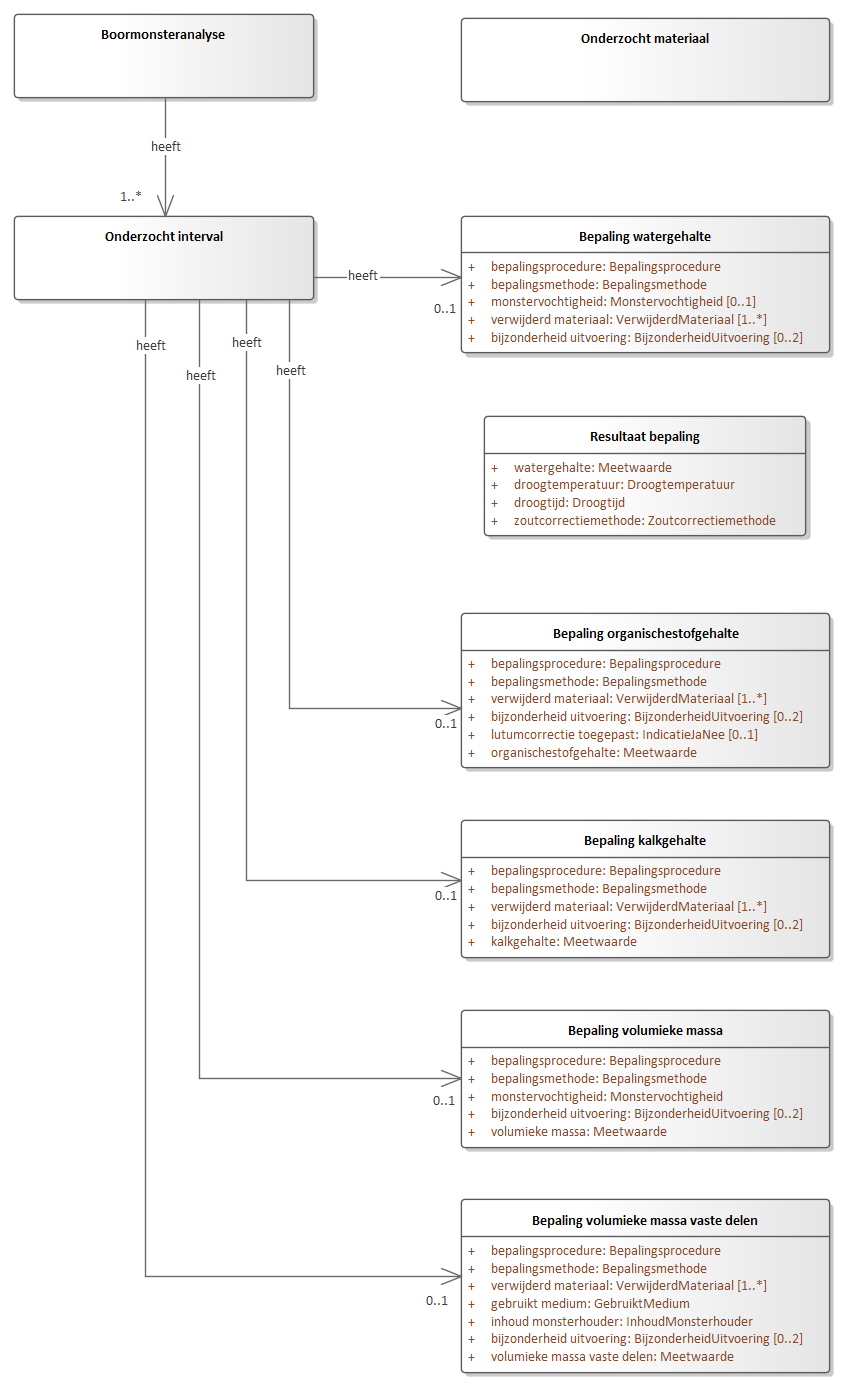 Boormonsteranalyse
Onderzocht materiaal
heeft
1..*
Onderzocht interval
heeft
0..1
Bepaling watergehalte
+ bepalingsprocedure: Bepalingsprocedure
+ bepalingsmethode: Bepalingsmethode
+ monstervochtigheid: Monstervochtigheid [0..1]
+ verwijderd materiaal: VerwijderdMateriaal [1..*]
+ bijzonderheid uitvoering: BijzonderheidUitvoering [0..2]
heeft
heeft
heeft
heeft
Resultaat bepaling
+ watergehalte: Meetwaarde
+ droogtemperatuur: Droogtemperatuur
+ droogtijd: Droogtijd
+ zoutcorrectiemethode: Zoutcorrectiemethode
Bepaling organischestofgehalte
+ bepalingsprocedure: Bepalingsprocedure
+ bepalingsmethode: Bepalingsmethode
+ verwijderd materiaal: VerwijderdMateriaal [1..*]
+ bijzonderheid uitvoering: BijzonderheidUitvoering [0..2]
+ lutumcorrectie toegepast: IndicatieJaNee [0..1]
+ organischestofgehalte: Meetwaarde
0..1
Bepaling kalkgehalte
+ bepalingsprocedure: Bepalingsprocedure
+ bepalingsmethode: Bepalingsmethode
+ verwijderd materiaal: VerwijderdMateriaal [1..*]
+ bijzonderheid uitvoering: BijzonderheidUitvoering [0..2]
+ kalkgehalte: Meetwaarde
0..1
Bepaling volumieke massa
+ bepalingsprocedure: Bepalingsprocedure
+ bepalingsmethode: Bepalingsmethode
+ monstervochtigheid: Monstervochtigheid
+ bijzonderheid uitvoering: BijzonderheidUitvoering [0..2]
+ volumieke massa: Meetwaarde
0..1
Bepaling volumieke massa vaste delen
+ bepalingsprocedure: Bepalingsprocedure
+ bepalingsmethode: Bepalingsmethode
+ verwijderd materiaal: VerwijderdMateriaal [1..*]
+ gebruikt medium: GebruiktMedium
+ inhoud monsterhouder: InhoudMonsterhouder
+ bijzonderheid uitvoering: BijzonderheidUitvoering [0..2]
+ volumieke massa vaste delen: Meetwaarde
0..1